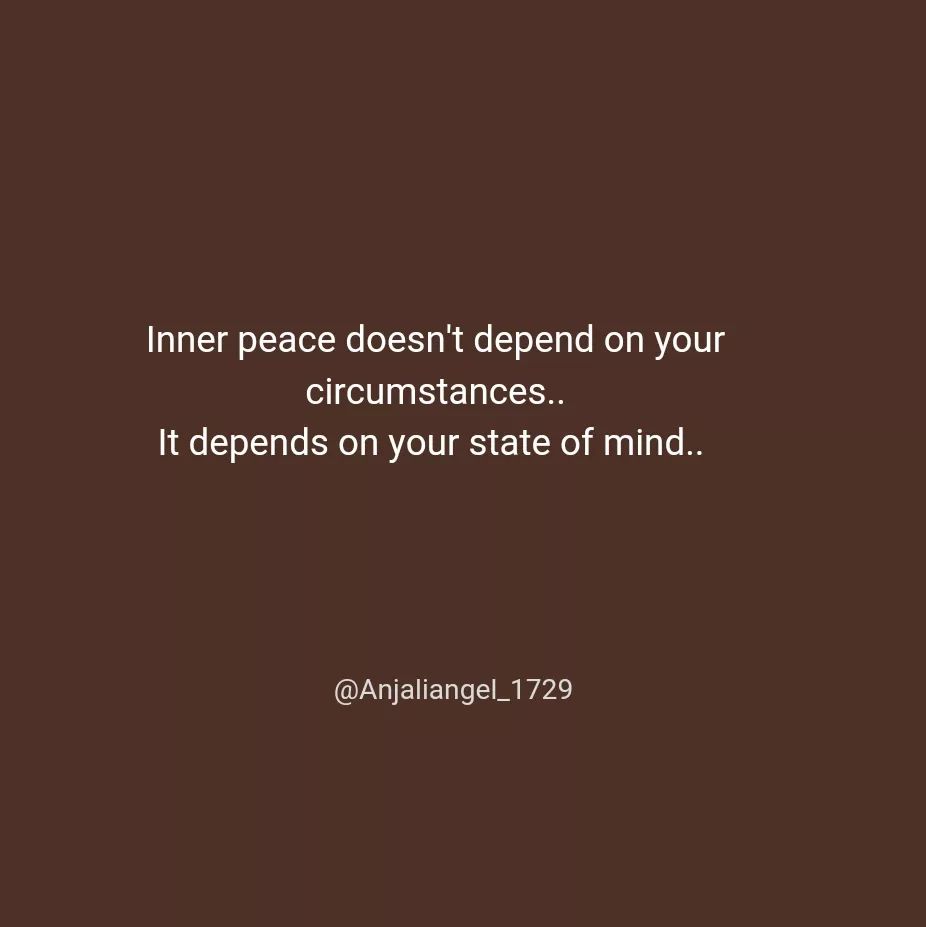 Inner peace doesn't depend on your
circumstances..
It depends on your state of mind..
@Anjaliangel_1729